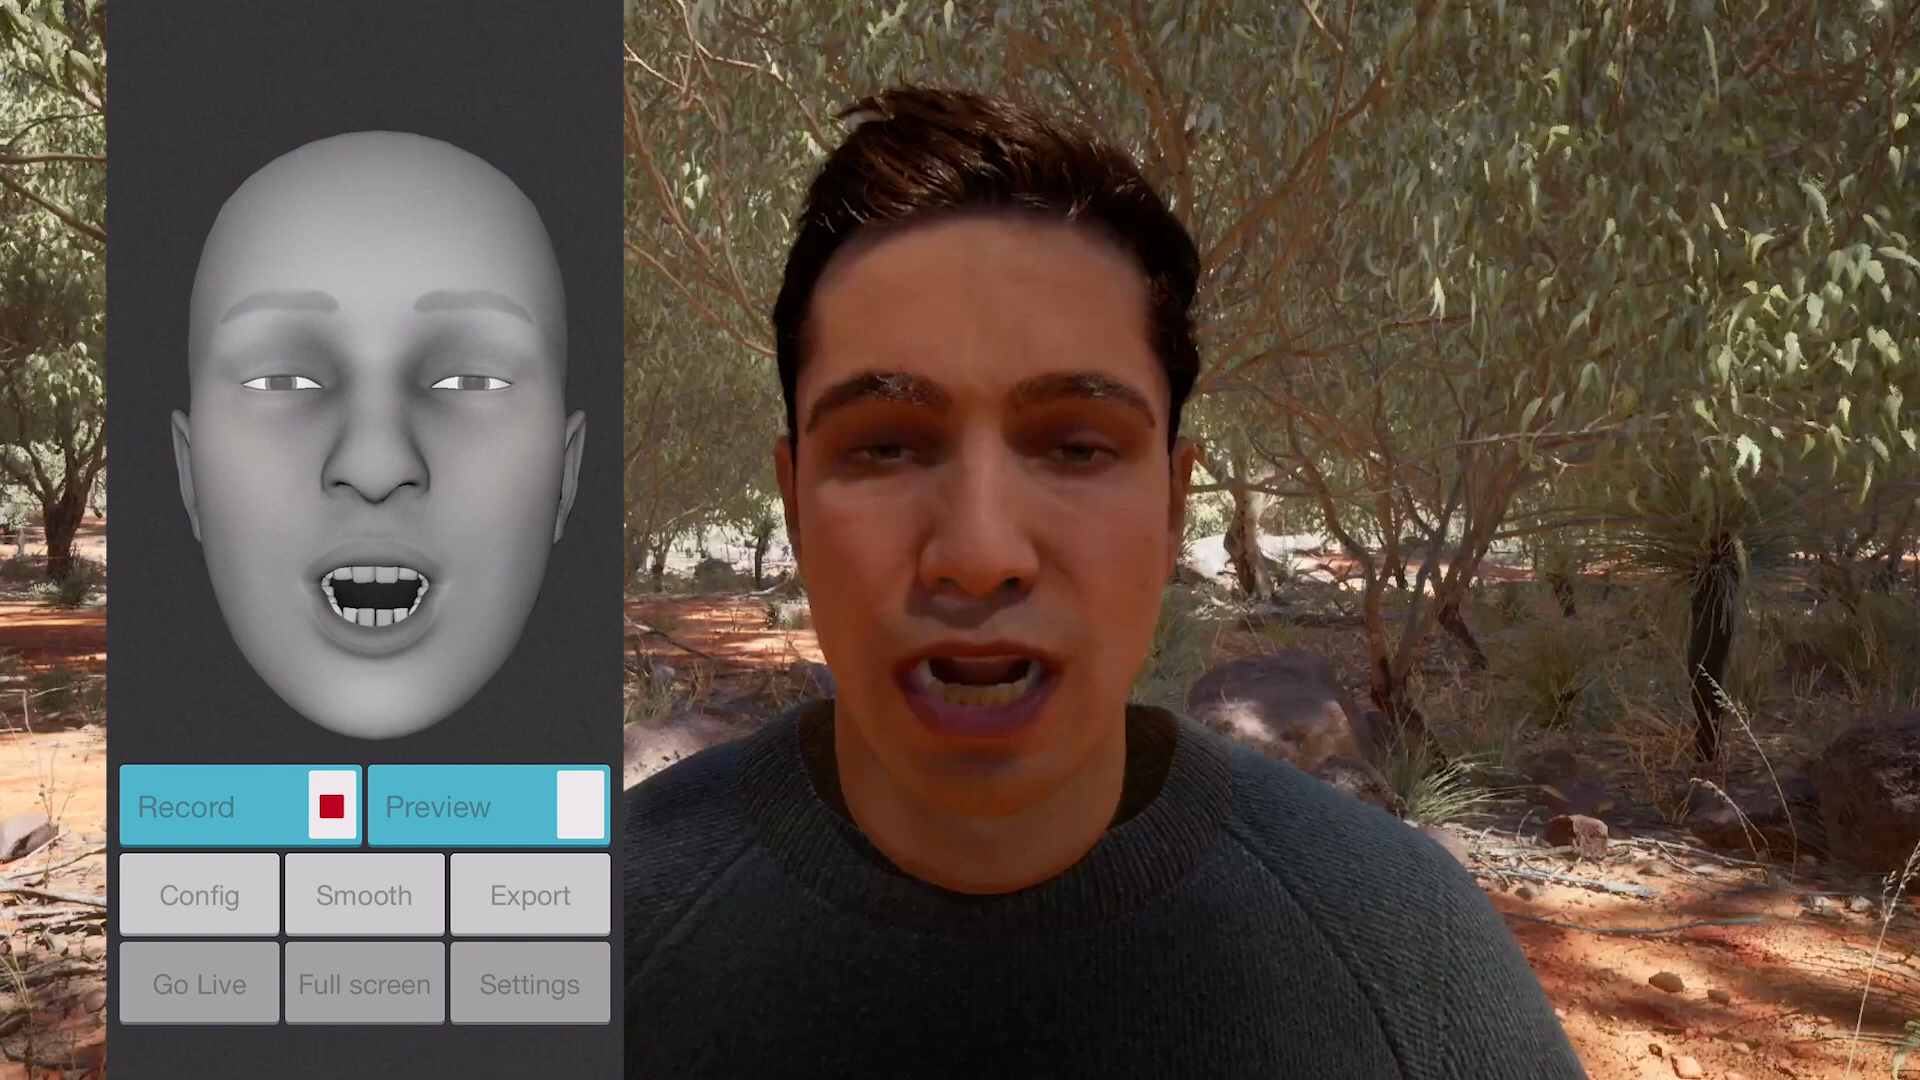 Record
Preview
Config
Smooth
Export
Go Live
Full screen
Settings